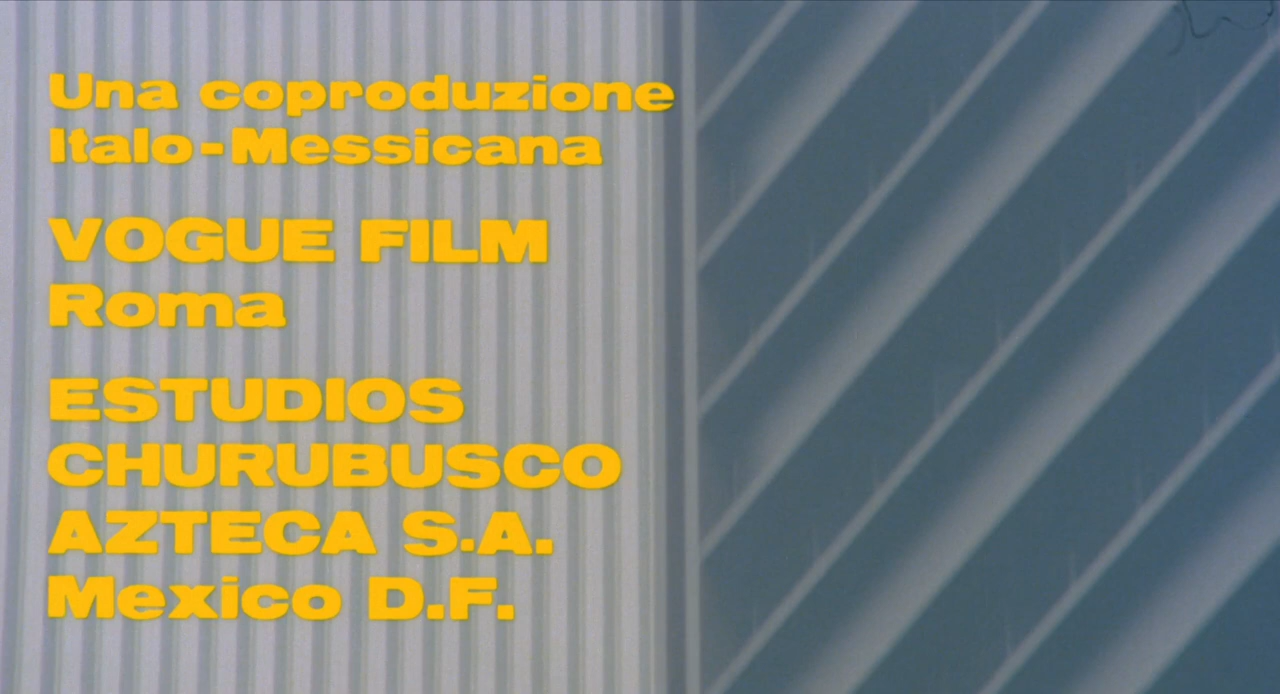 Una coproduzione
Italo-Messicana
VOGUE FILM
Roma
ESTUDIOS
CHURUBUSCO
AZTECA S.A.
Mexico D.F.